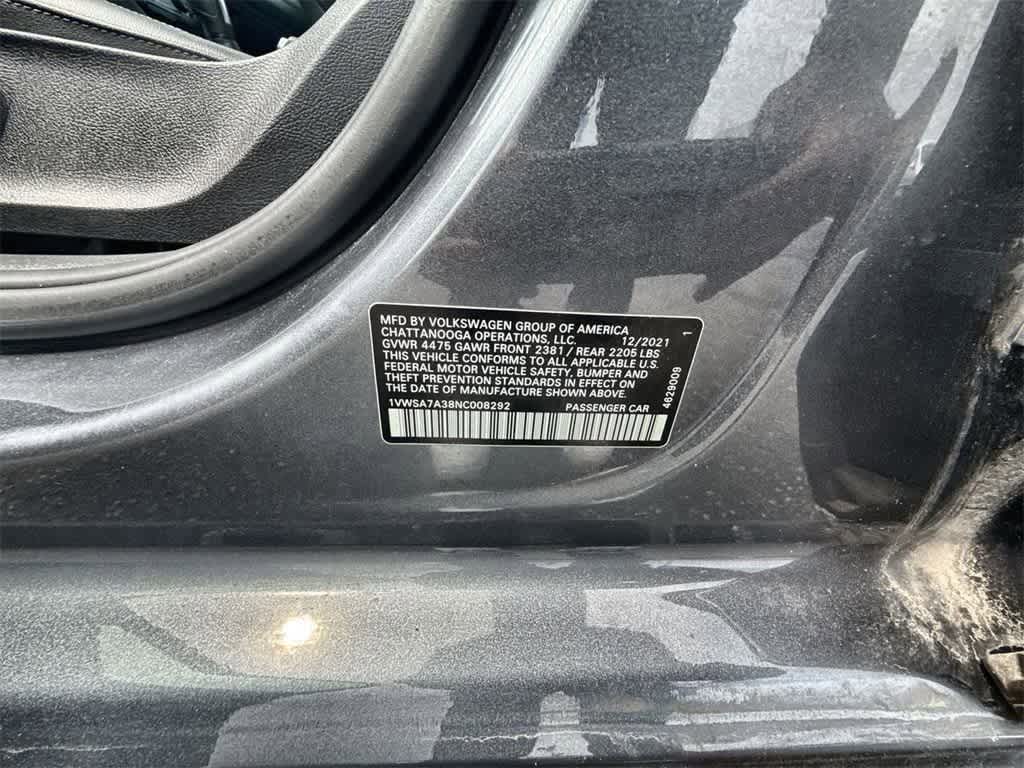 MFD BY VOLKSWAGEN GROUP OF AMERICA
CHATTANOOGA OPERATIONS, LLC. 12/2021 1
GVWR 4475 GAWR FRONT 2381 / REAR 2205 LBS
THIS VEHICLE CONFORMS TO ALL APPLICABLE U.S.
FEDERAL MOTOR VEHICLE SAFETY, BUMPER AND
THEFT PREVENTION STANDARDS IN EFFECT ON
THE DATE OF MANUFACTURE SHOWN ABOVE.
1VWSA7A38NC008292 PASSENGER CAR
4629009